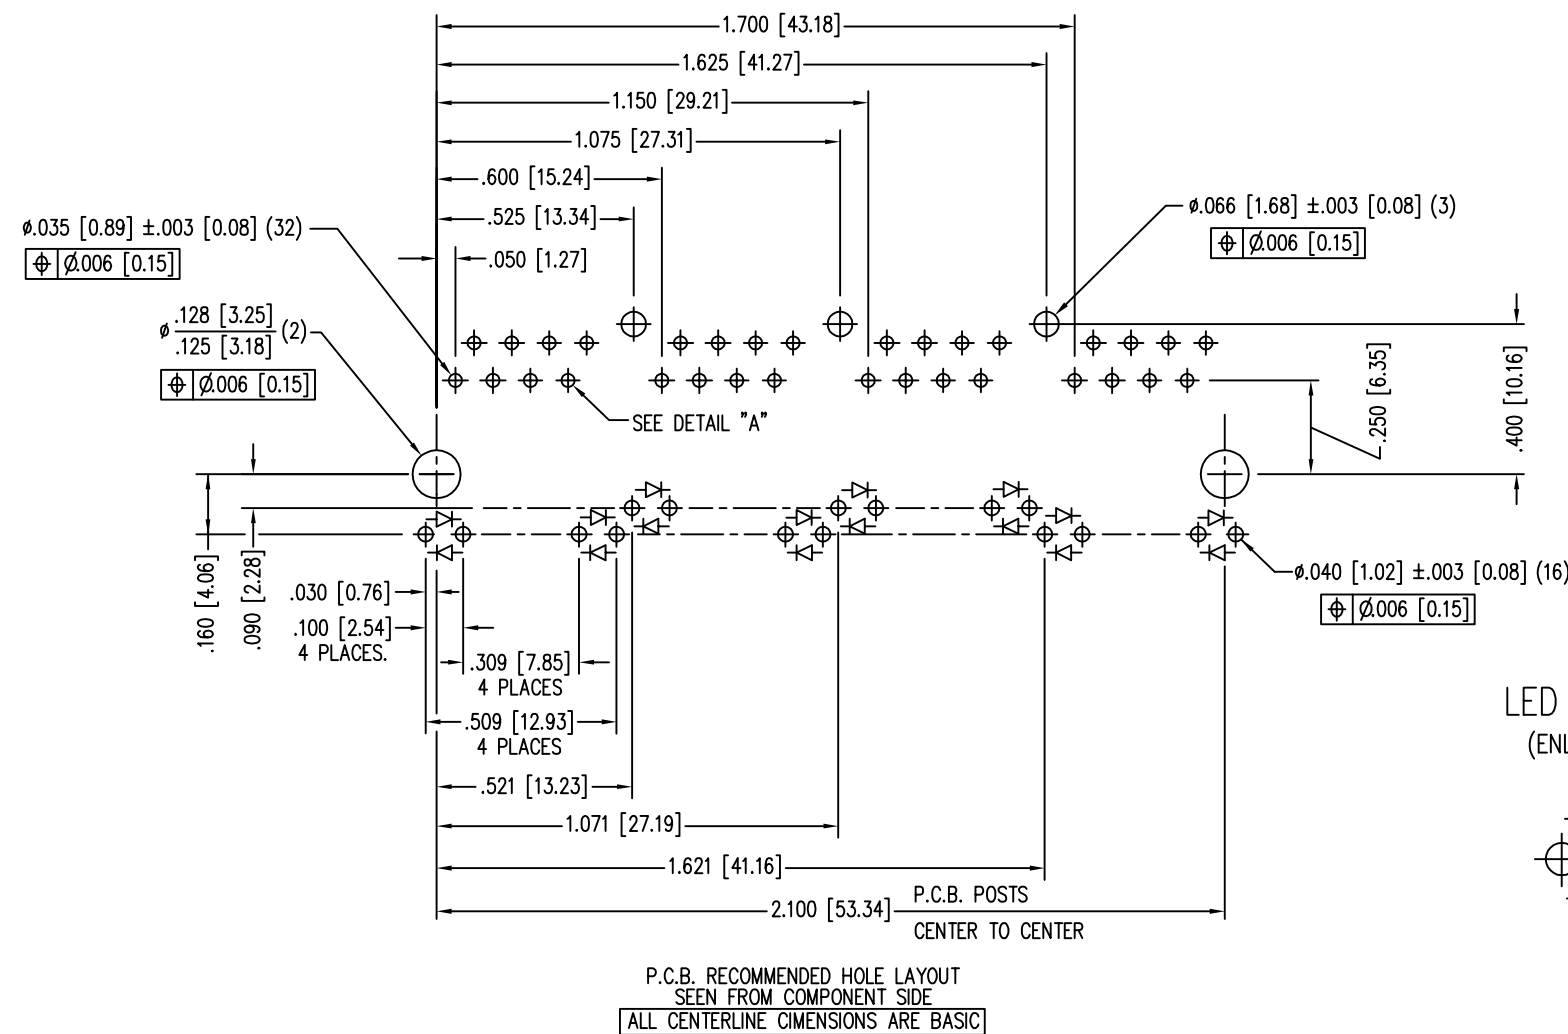 1.700 [43.18]
1.625 [41.27]
1.150 [29.21]
1.075 [27.31]
.600 [15.24]
.525 [13.34]
.050 [1.27]
ø.035 [0.89] ±.003 [0.08] (32)
⌖ Ø.006 [0.15]
ø.066 [1.68] ±.003 [0.08] (3)
⌖ Ø.006 [0.15]
ø .128 [3.25]
.125 [3.18] (2)
⌖ Ø.006 [0.15]
SEE DETAIL "A"
.250 [6.35]
.400 [10.16]
.160 [4.06]
.090 [2.28]
.030 [0.76]
.100 [2.54]
4 PLACES.
.309 [7.85]
4 PLACES
.509 [12.93]
4 PLACES
ø.040 [1.02] ±.003 [0.08] (16)
⌖ Ø.006 [0.15]
LED
(ENL
.521 [13.23]
1.071 [27.19]
1.621 [41.16]
2.100 [53.34]
P.C.B. POSTS
CENTER TO CENTER
P.C.B. RECOMMENDED HOLE LAYOUT
SEEN FROM COMPONENT SIDE
ALL CENTERLINE CIMENSIONS ARE BASIC